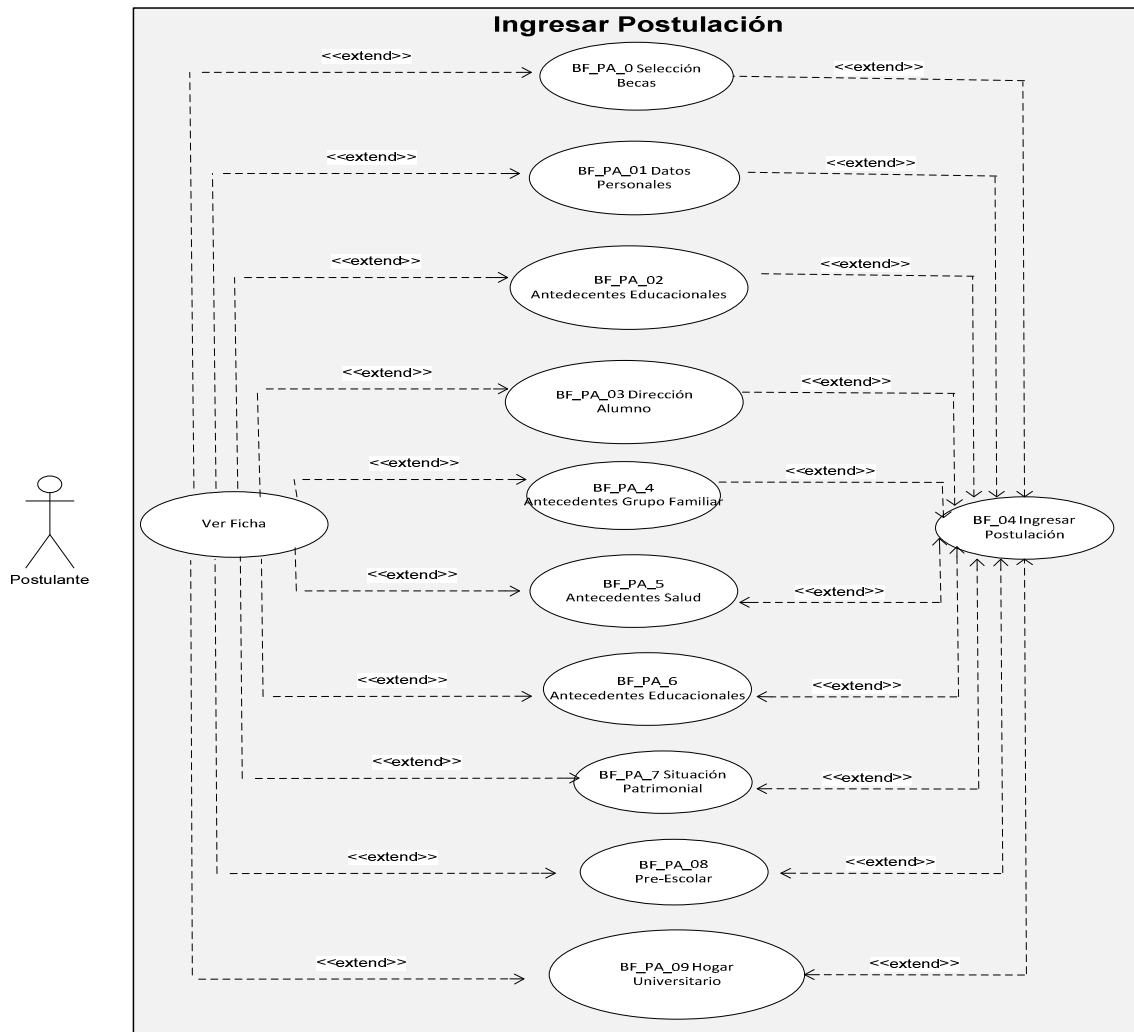 Ingresar Postulación
<<extend>>
BF_PA_0 Selección
Becas
<<extend>>
<<extend>>
BF_PA_01 Datos
Personales
<<extend>>
<<extend>>
BF_PA_02
Antedecentes Educacionales
<<extend>>
<<extend>>
BF_PA_03 Dirección
Alumno
<<extend>>
<<extend>>
BF_PA_4
Antecedentes Grupo Familiar
<<extend>>
Postulante
Ver Ficha
BF_04 Ingresar
Postulación
<<extend>>
BF_PA_5
Antecedentes Salud
<<extend>>
<<extend>>
BF_PA_6
Antecedentes Educacionales
<<extend>>
<<extend>>
BF_PA_7 Situación
Patrimonial
<<extend>>
<<extend>>
BF_PA_08
Pre-Escolar
<<extend>>
<<extend>>
BF_PA_09 Hogar
Universitario
<<extend>>